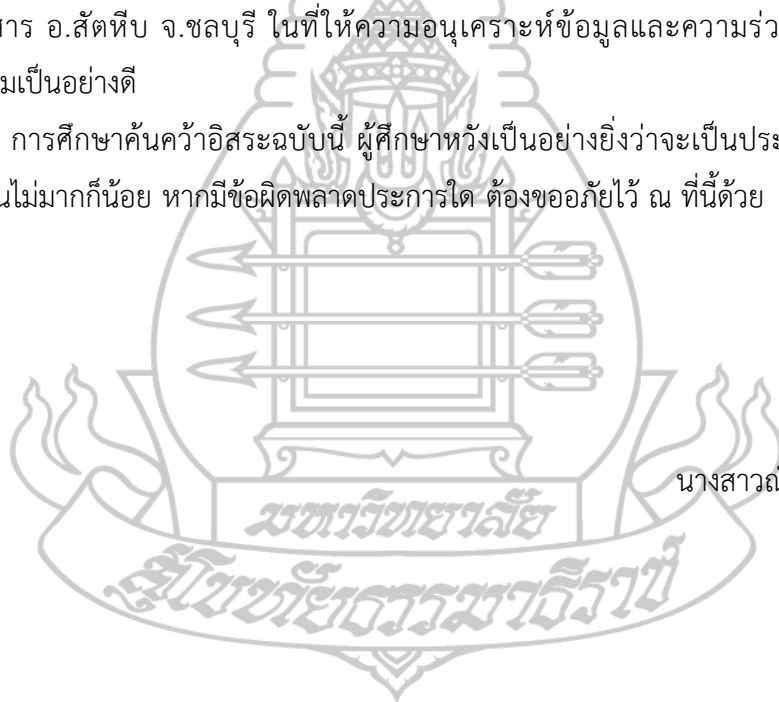 สาร อ.สัตหีบ จ.ชลบุรี ในที่ให้ความอนุเคราะห์ข้อมูลและความร่ว
มเป็นอย่างดี
การศึกษาค้นคว้าอิสระฉบับนี้ ผู้ศึกษาหวังเป็นอย่างยิ่งว่าจะเป็นประ
นไม่มากก็น้อย หากมีข้อผิดพลาดประการใด ต้องขออภัยไว้ ณ ที่นี้ด้วย
นางสาวณ
มหาวิทยาลัย
สุโขทัยธรรมาธิราช